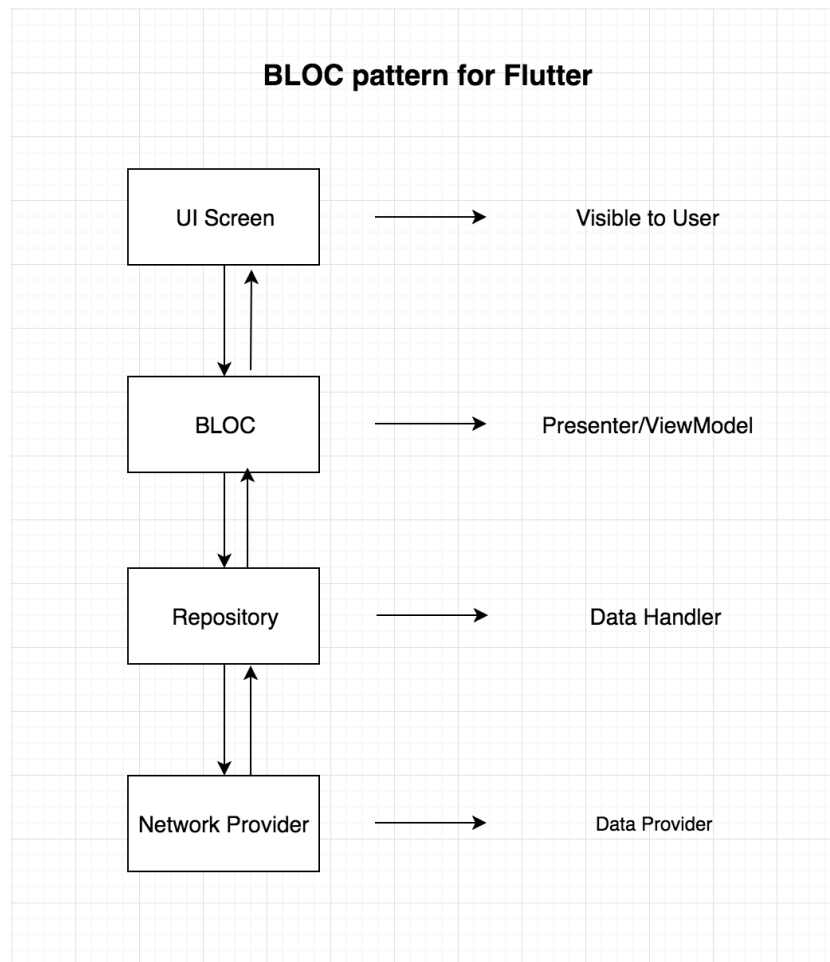 BLOC pattern for Flutter
UI Screen
Visible to User
BLOC
Presenter/ViewModel
Repository
Data Handler
Network Provider
Data Provider